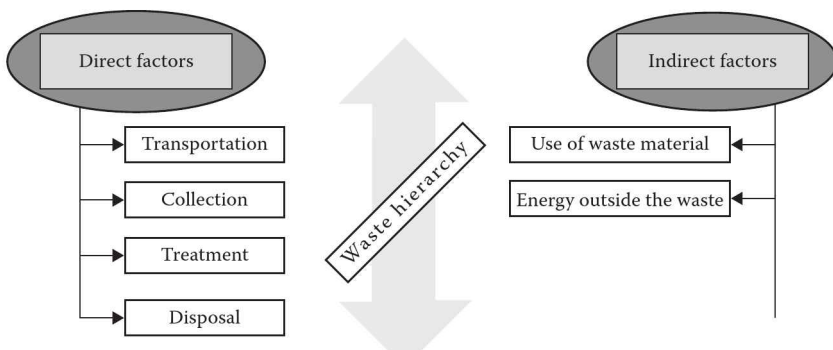 Direct factors
Transportation
Collection
Treatment
Disposal
Waste hierarchy
Indirect factors
Use of waste material
Energy outside the waste